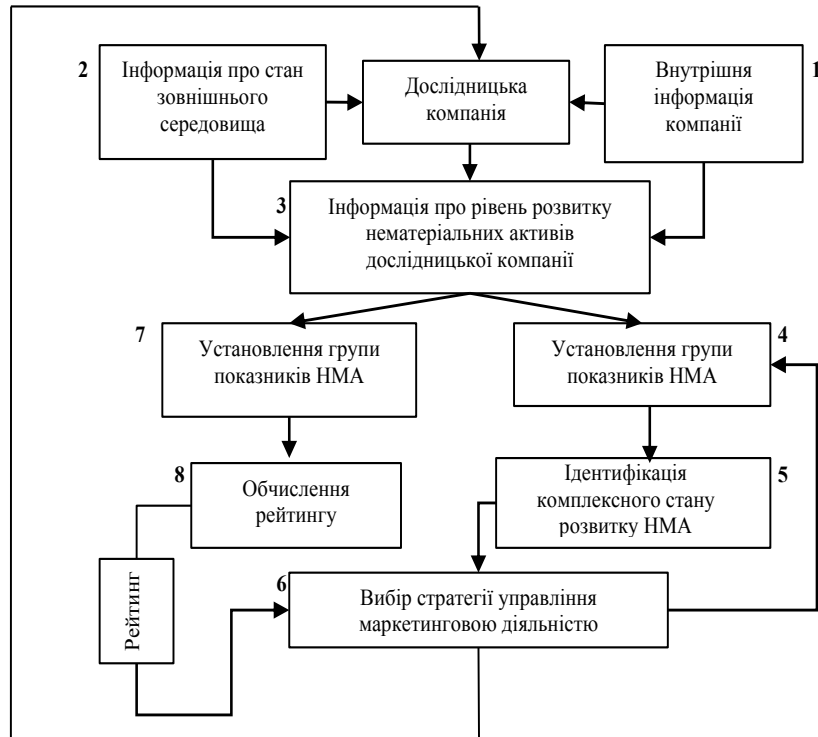 2
Інформація про стан
зовнішнього
середовища
Дослідницька
компанія
Внутрішня
інформація
компанії
1
3
Інформація про рівень розвитку
нематеріальних активів
дослідницької компанії
7
Установлення групи
показників НМА
4
Установлення групи
показників НМА
8
Обчислення
рейтингу
Ідентифікація
комплексного стану
розвитку НМА
5
Рейтинг
6
Вибір стратегії управління
маркетинговою діяльністю